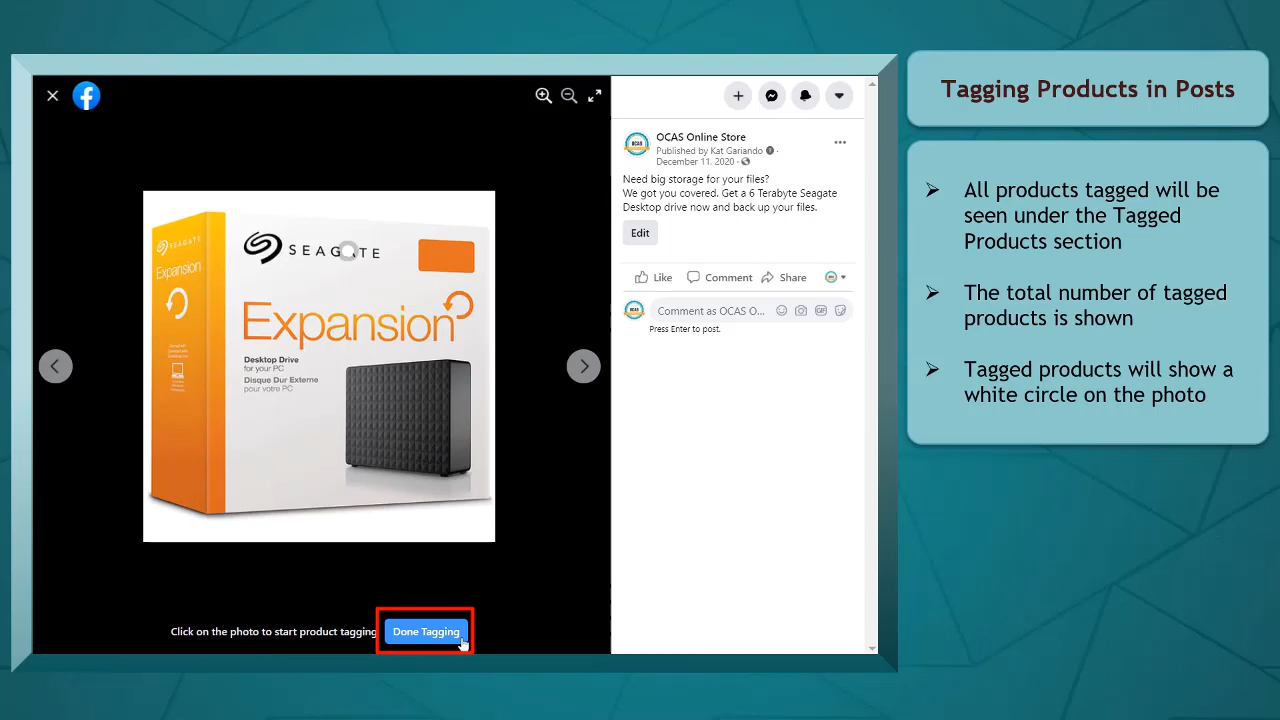 Tagging Products in Posts
All products tagged will be
seen under the Tagged
Products section
The total number of tagged
products is shown
Tagged products will show a
white circle on the photo
OCAS Online Store
Published by Kat Gariando
December 11, 2020
Need big storage for your files?
We got you covered. Get a 6 Terabyte Seagate
Desktop drive now and back up your files.
Edit
Like Comment Share
Comment as OCAS O...
Press Enter to post.
SEAGATE
Expansion
SEAGATE
Expansion
Desktop Drive
for your PC
Disque Dur Externe
pour votre PC
Click on the photo to start product tagging
Done Tagging